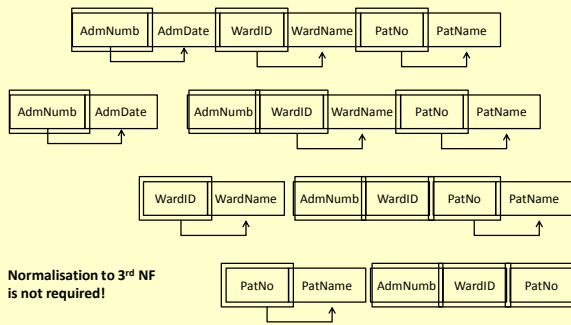 AdmNumb AdmDate WardID WardName PatNo PatName
AdmNumb AdmDate AdmNumb WardID WardName PatNo PatName
WardID WardName AdmNumb WardID PatNo PatName
Normalisation to 3rd NF
is not required!
PatNo PatName AdmNumb WardID PatNo